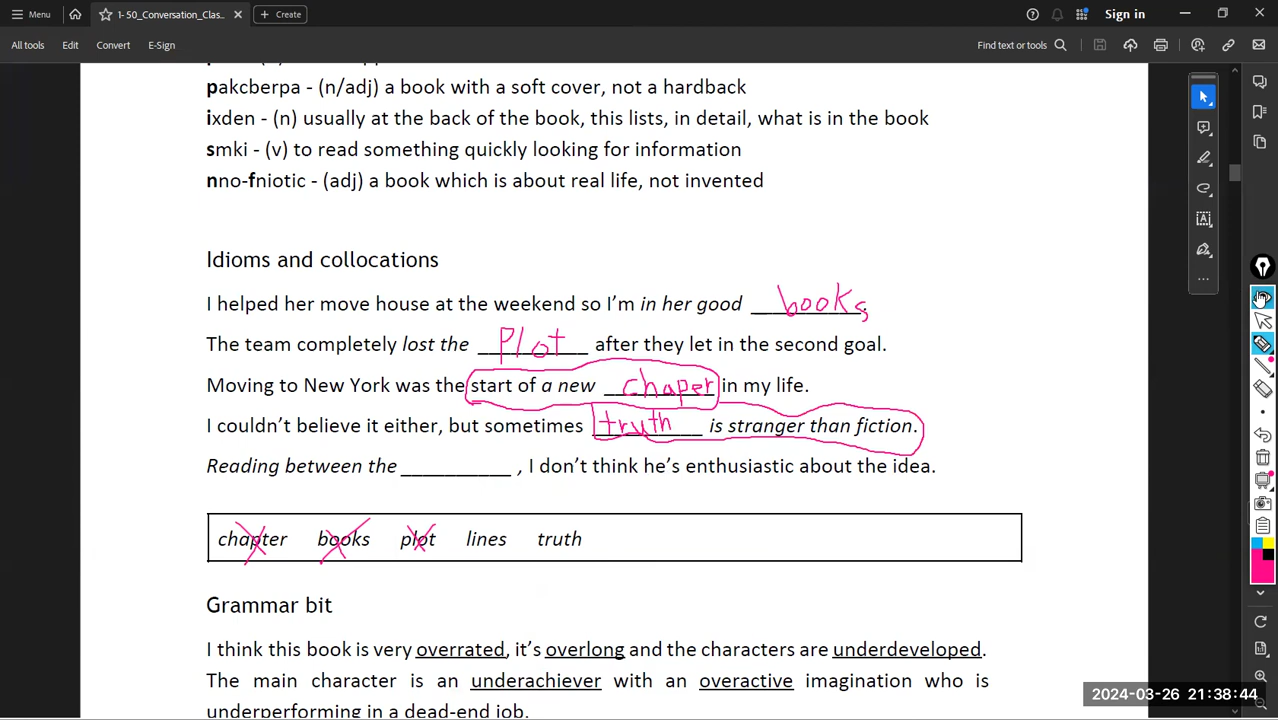 Menu
1- 50_Conversation_Clas...
Create
Sign in
All tools Edit Convert E-Sign
Find text or tools
pakcberpa - (n/adj) a book with a soft cover, not a hardback
ixden - (n) usually at the back of the book, this lists, in detail, what is in the book
smki - (v) to read something quickly looking for information
nno-fniotic - (adj) a book which is about real life, not invented
Idioms and collocations
I helped her move house at the weekend so I'm in her good books
The team completely lost the Plot after they let in the second goal.
Moving to New York was the start of a new chaper in my life.
I couldn't believe it either, but sometimes truth is stranger than fiction.
Reading between the __________ , I don't think he's enthusiastic about the idea.
chapter books plot lines truth
Grammar bit
I think this book is very overrated, it's overlong and the characters are underdeveloped.
The main character is an underachiever with an overactive imagination who is
underperforming in a dead-end job.
2024-03-26 21:38:44